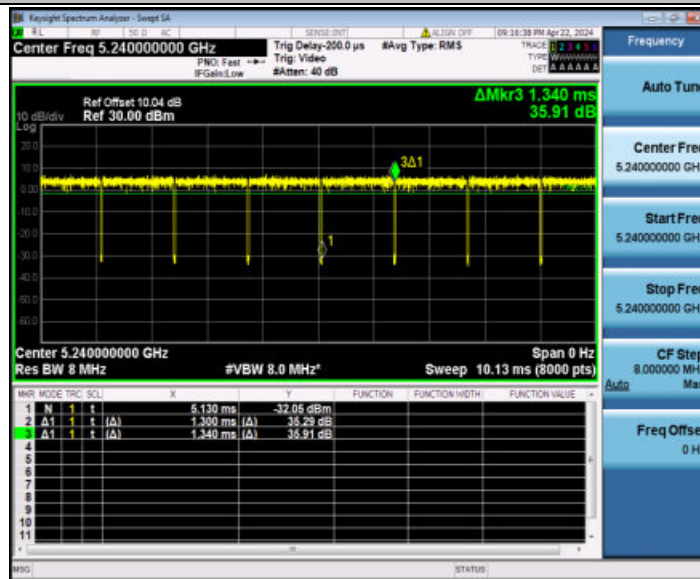 Keysight Spectrum Analyzer - Swept SA
RL RF 50 Ω AC SENSE:INT ALIGN OFF 09:16:38 PM Apr 22, 2024
Center Freq 5.240000000 GHz
PNO: Fast
IFGain:Low
Trig Delay-200.0 µs
Trig: Video
#Atten: 40 dB
#Avg Type: RMS
TRACE 1 2 3 4 5 6
TYPE
DET A A A A A A
Frequency
Ref Offset 10.04 dB
10 dB/div Ref 30.00 dBm
Log
ΔMkr3 1.340 ms
35.91 dB
20.0
10.0
0.00
-10.0
-20.0
-30.0
-40.0
-50.0
-60.0
3Δ1
1
Center 5.240000000 GHz Span 0 Hz
Res BW 8 MHz #VBW 8.0 MHz* Sweep 10.13 ms (8000 pts)
MKR MODE TRC SCL X Y FUNCTION FUNCTION WIDTH FUNCTION VALUE
1 N 1 t 5.130 ms -32.05 dBm
2 Δ1 1 t (Δ) 1.300 ms (Δ) 35.29 dB
3 Δ1 1 t (Δ) 1.340 ms (Δ) 35.91 dB
4
5
6
7
8
9
10
11
MSG STATUS
Auto Tune
Center Freq
5.240000000 GH
Start Freq
5.240000000 GH
Stop Freq
5.240000000 GH
CF Step
8.000000 MH
Auto Ma
Freq Offse
0 H